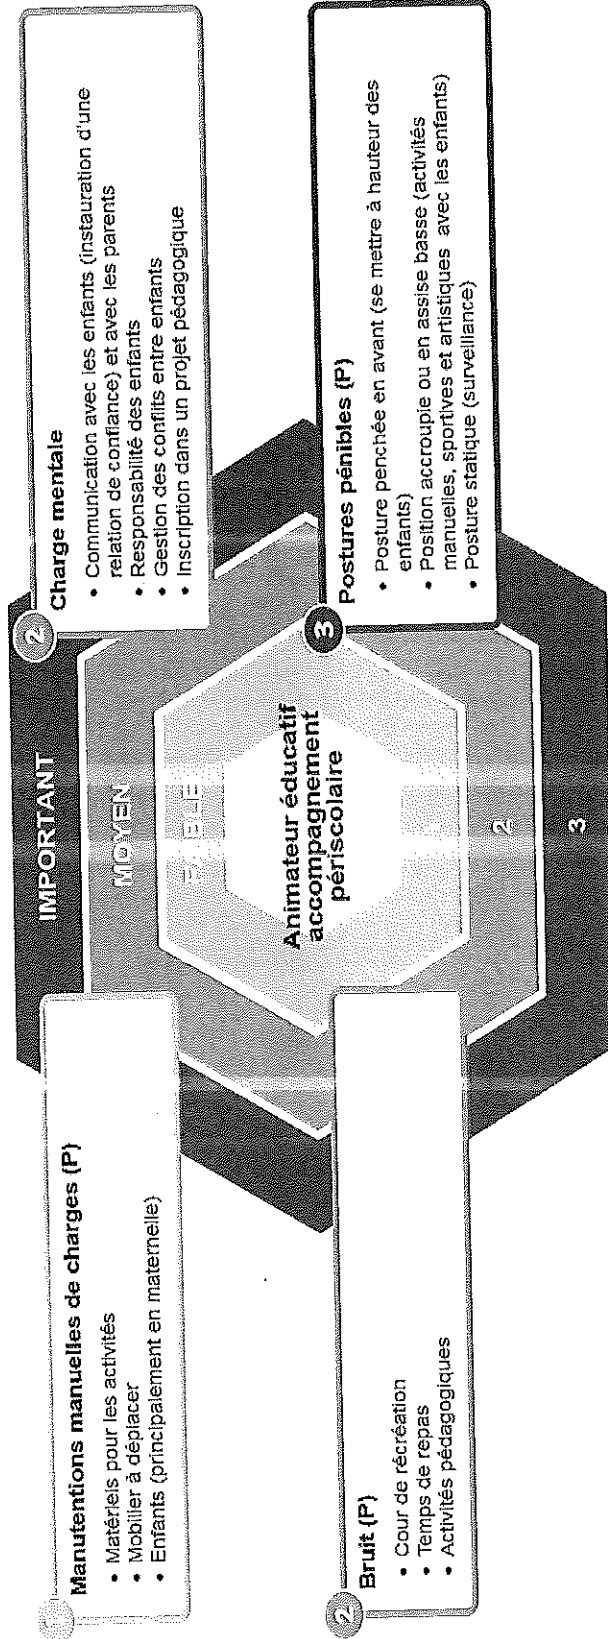 Manutentions manuelles de charges (P)
• Matériels pour les activités
• Mobilier à déplacer
• Enfants (principalement en maternelle)
IMPORTANT
MOYEN
FAIBLE
2
Charge mentale
• Communication avec les enfants (instauration d'une
relation de confiance) et avec les parents
• Responsabilité des enfants
• Gestion des conflits entre enfants
• Inscription dans un projet pédagogique
Animateur éducatif
accompagnement
périscolaire
2
Bruit (P)
• Cour de récréation
• Temps de repas
• Activités pédagogiques
2
3
3
Postures pénibles (P)
• Posture penchée en avant (se mettre à hauteur des
enfants)
• Position accroupie ou en assise basse (activités
manuelles, sportives et artistiques avec les enfants)
• Posture statique (surveillance)